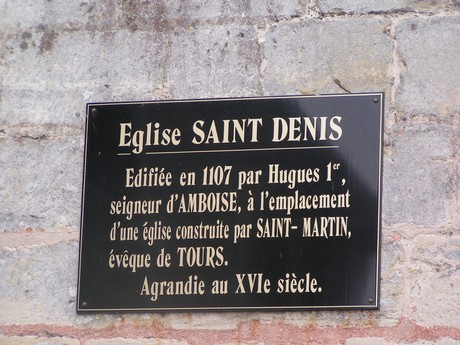 Eglise SAINT DENIS
Edifiée en 1107 par Hugues 1er,
seigneur d'AMBOISE, à l'emplacement
d'une église construite par SAINT-MARTIN,
évêque de TOURS.
Agrandie au XVIe siècle.